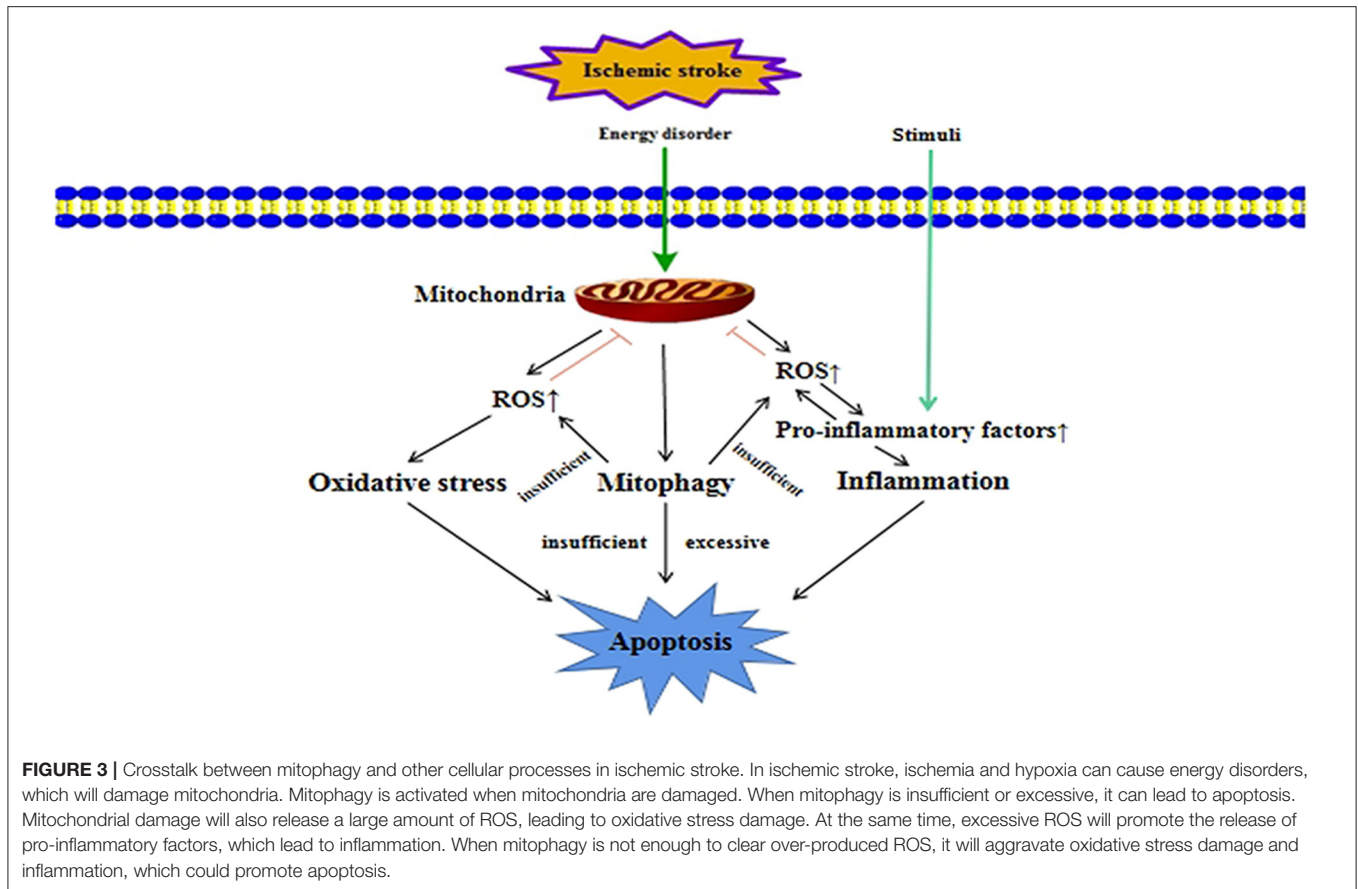 Ischemic stroke
Energy disorder
Stimuli
Mitochondria
ROS↑
ROS↑
Pro-inflammatory factors↑
Oxidative stress
insufficient
Mitophagy
insufficient
Inflammation
insufficient
excessive
Apoptosis
FIGURE 3 | Crosstalk between mitophagy and other cellular processes in ischemic stroke. In ischemic stroke, ischemia and hypoxia can cause energy disorders,
which will damage mitochondria. Mitophagy is activated when mitochondria are damaged. When mitophagy is insufficient or excessive, it can lead to apoptosis.
Mitochondrial damage will also release a large amount of ROS, leading to oxidative stress damage. At the same time, excessive ROS will promote the release of
pro-inflammatory factors, which lead to inflammation. When mitophagy is not enough to clear over-produced ROS, it will aggravate oxidative stress damage and
inflammation, which could promote apoptosis.